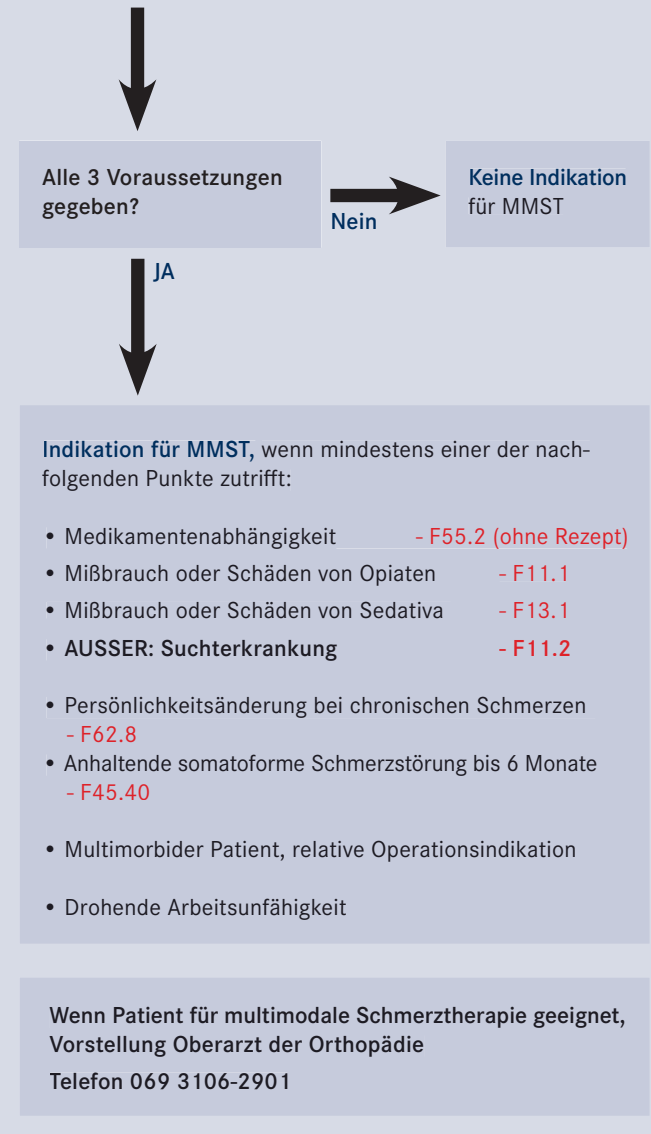 Alle 3 Voraussetzungen
gegeben?
Nein
Keine Indikation
für MMST
JA
Indikation für MMST, wenn mindestens einer der nach-
folgenden Punkte zutrifft:
• Medikamentenabhängigkeit - F55.2 (ohne Rezept)
• Mißbrauch oder Schäden von Opiaten - F11.1
• Mißbrauch oder Schäden von Sedativa - F13.1
• AUSSER: Suchterkrankung - F11.2
• Persönlichkeitsänderung bei chronischen Schmerzen
- F62.8
• Anhaltende somatoforme Schmerzstörung bis 6 Monate
- F45.40
• Multimorbider Patient, relative Operationsindikation
• Drohende Arbeitsunfähigkeit
Wenn Patient für multimodale Schmerztherapie geeignet,
Vorstellung Oberarzt der Orthopädie
Telefon 069 3106-2901